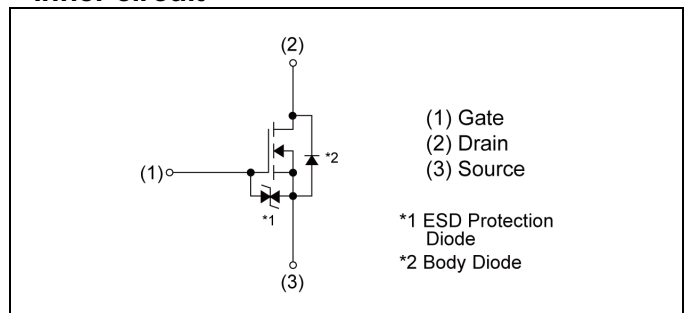 (2)
(1)
*2
*1
(3)
(1) Gate
(2) Drain
(3) Source
*1 ESD Protection
Diode
*2 Body Diode